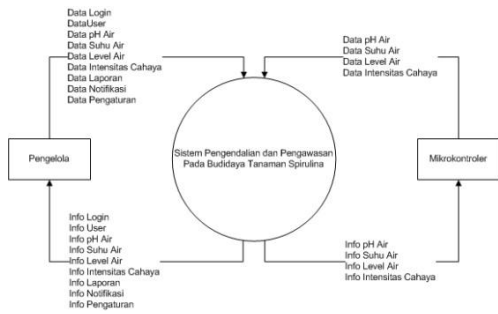 Data Login
DataUser
Data pH Air
Data Suhu Air
Data Level Air
Data Intensitas Cahaya
Data Laporan
Data Notifikasi
Data Pengaturan
Data pH Air
Data Suhu Air
Data Level Air
Data Intensitas Cahaya
Pengelola
Sistem Pengendalian dan Pengawasan
Pada Budidaya Tanaman Spirulina
Mikrokontroler
Info Login
Info User
Info pH Air
Info Suhu Air
Info Level Air
Info Intensitas Cahaya
Info Laporan
Info Notifikasi
Info Pengaturan
Info pH Air
Info Suhu Air
Info Level Air
Info Intensitas Cahaya